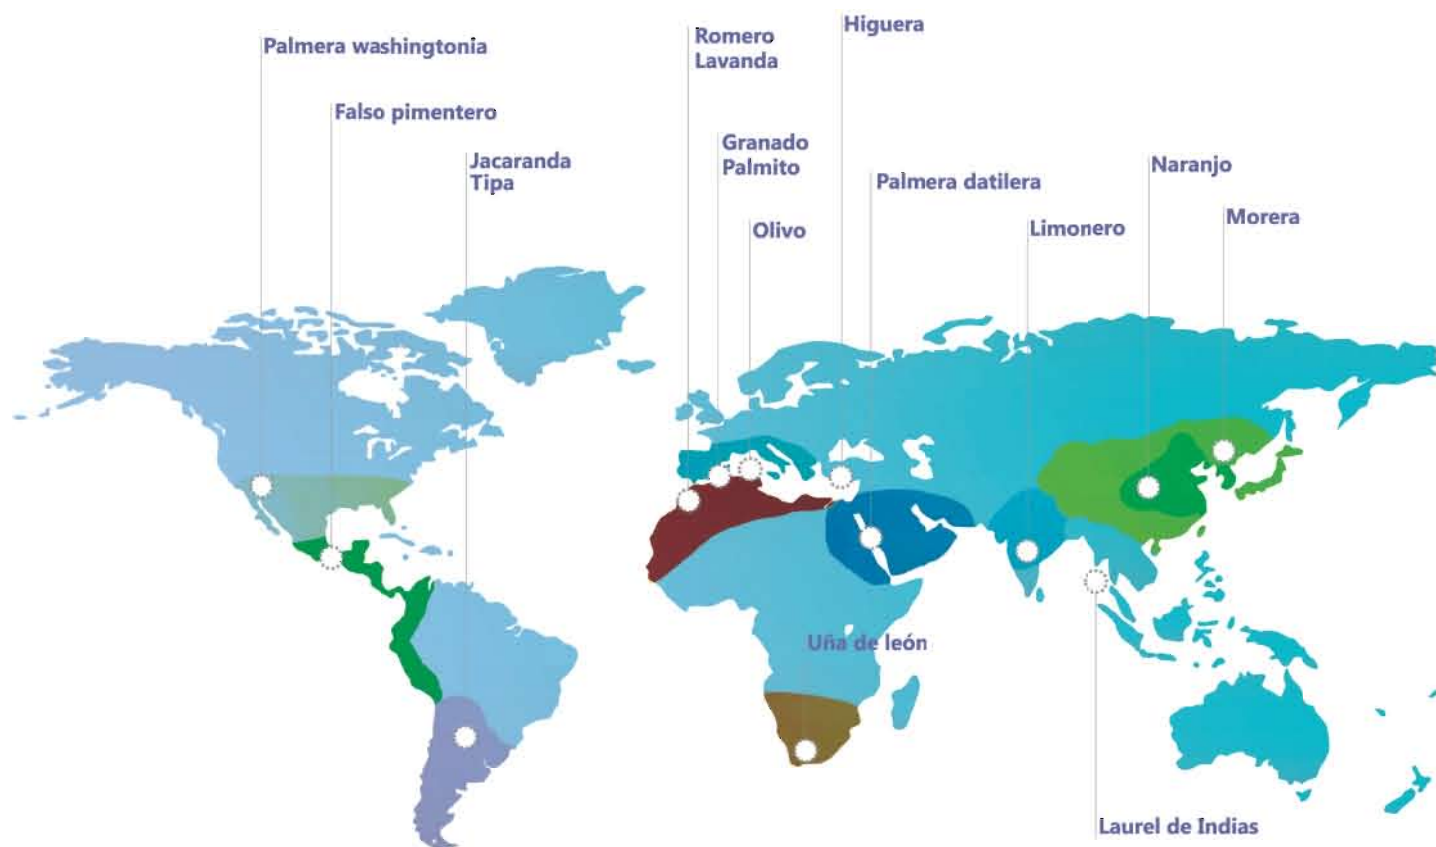 Palmera washingtonia
Falso pimentero
Jacaranda
Tipa
Romero
Lavanda
Granado
Palmito
Olivo
Higuera
Palmera datilera
Limonero
Naranjo
Morera
Uña de león
Laurel de Indias